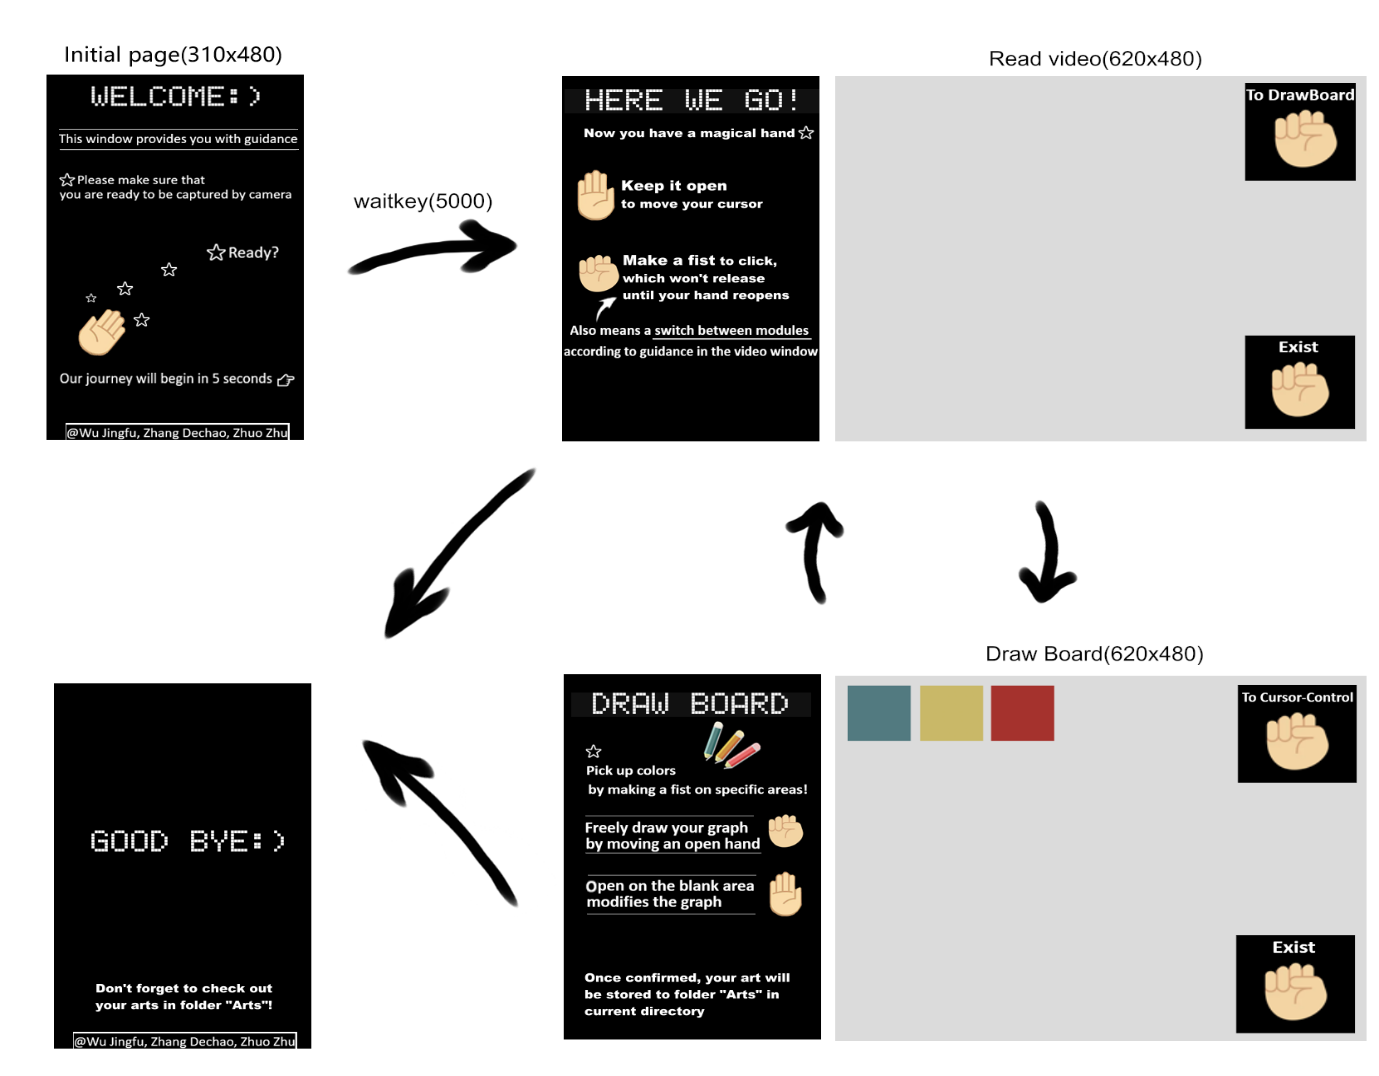 Initial page(310x480)
WELCOME:)
This window provides you with guidance
Please make sure that
you are ready to be captured by camera
Ready?
Our journey will begin in 5 seconds
@Wu Jingfu, Zhang Dechao, Zhuo Zhu
waitkey(5000)
HERE WE GO!
Now you have a magical hand
Keep it open
to move your cursor
Make a fist to click,
which won't release
until your hand reopens
Also means a switch between modules
according to guidance in the video window
Read video(620x480)
To DrawBoard
Exist
GOOD BYE:)
Don't forget to check out
your arts in folder "Arts"!
@Wu Jingfu, Zhang Dechao, Zhuo Zhu
DRAW BOARD
Pick up colors
by making a fist on specific areas!
Freely draw your graph
by moving an open hand
Open on the blank area
modifies the graph
Once confirmed, your art will
be stored to folder "Arts" in
current directory
Draw Board(620x480)
To Cursor-Control
Exist